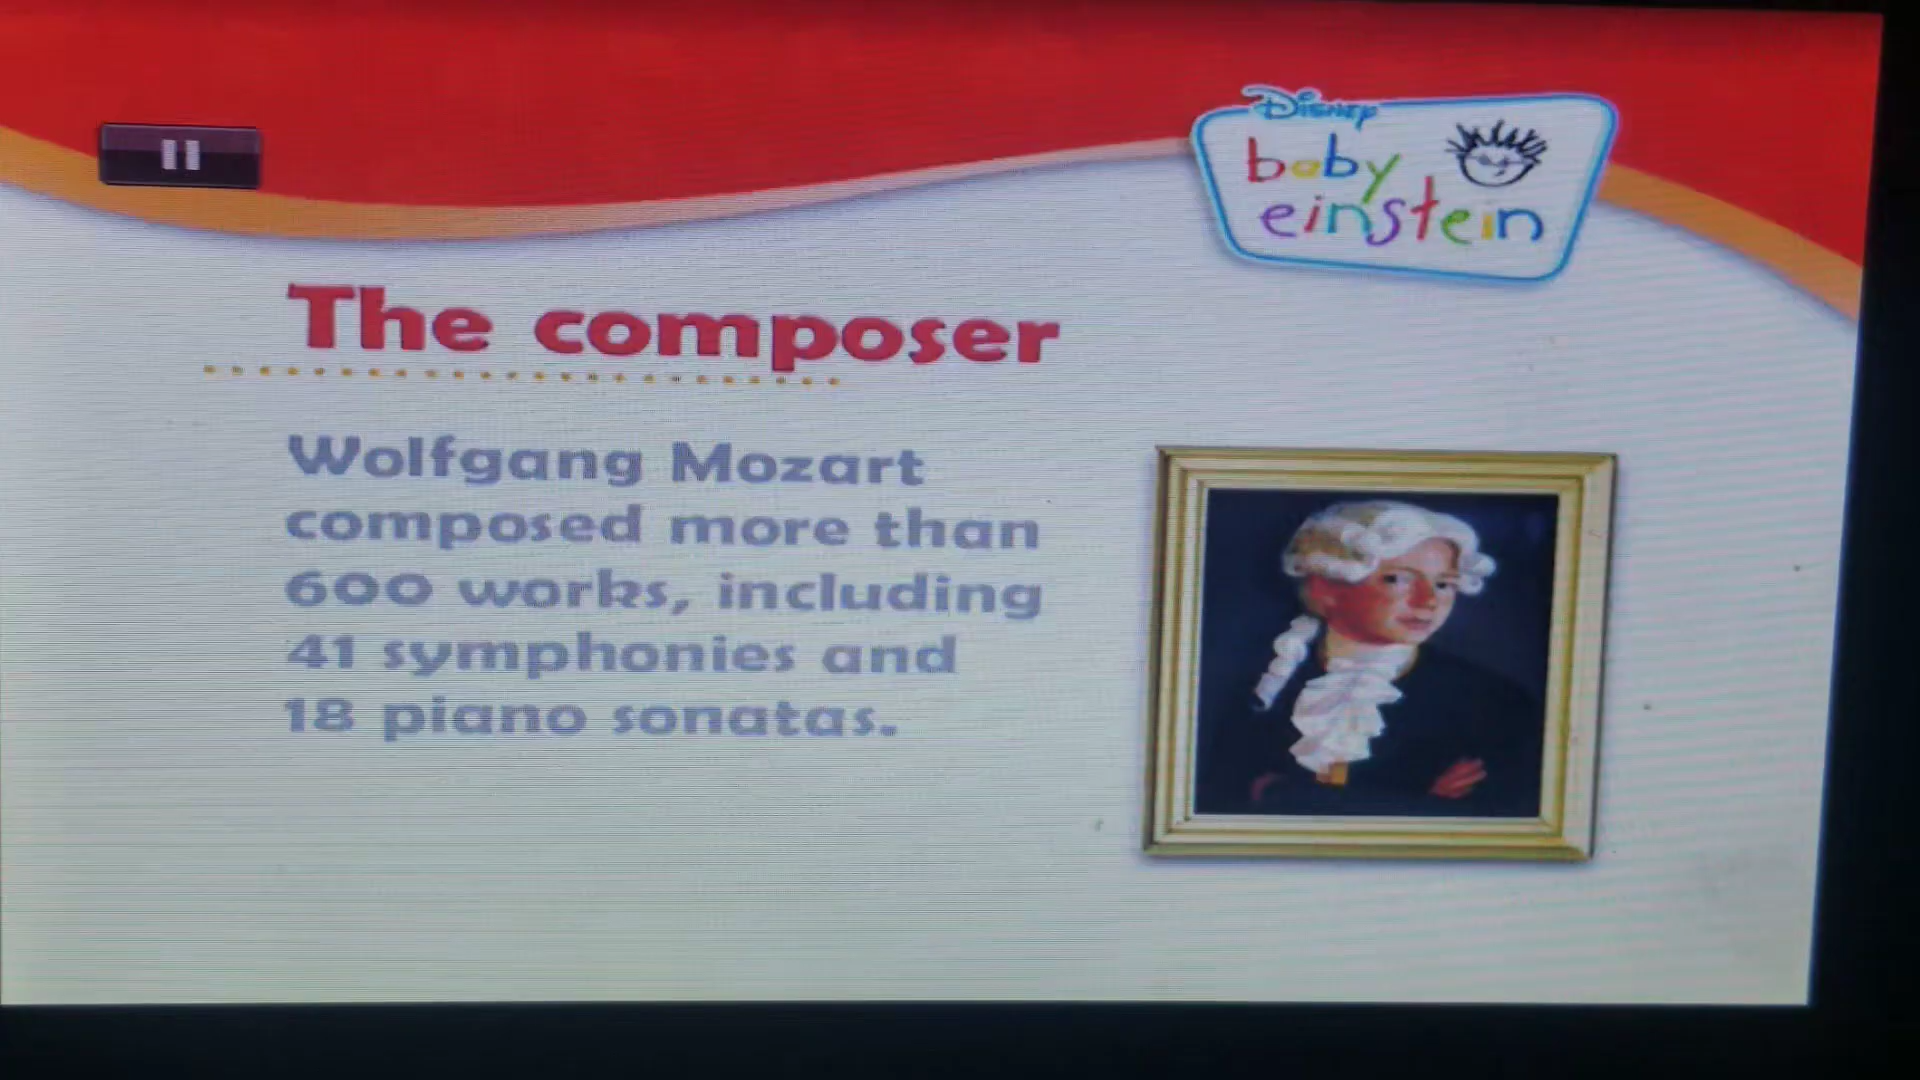 Disney
baby
einstein
The composer
Wolfgang Mozart
composed more than
600 works, including
41 symphonies and
18 piano sonatas.